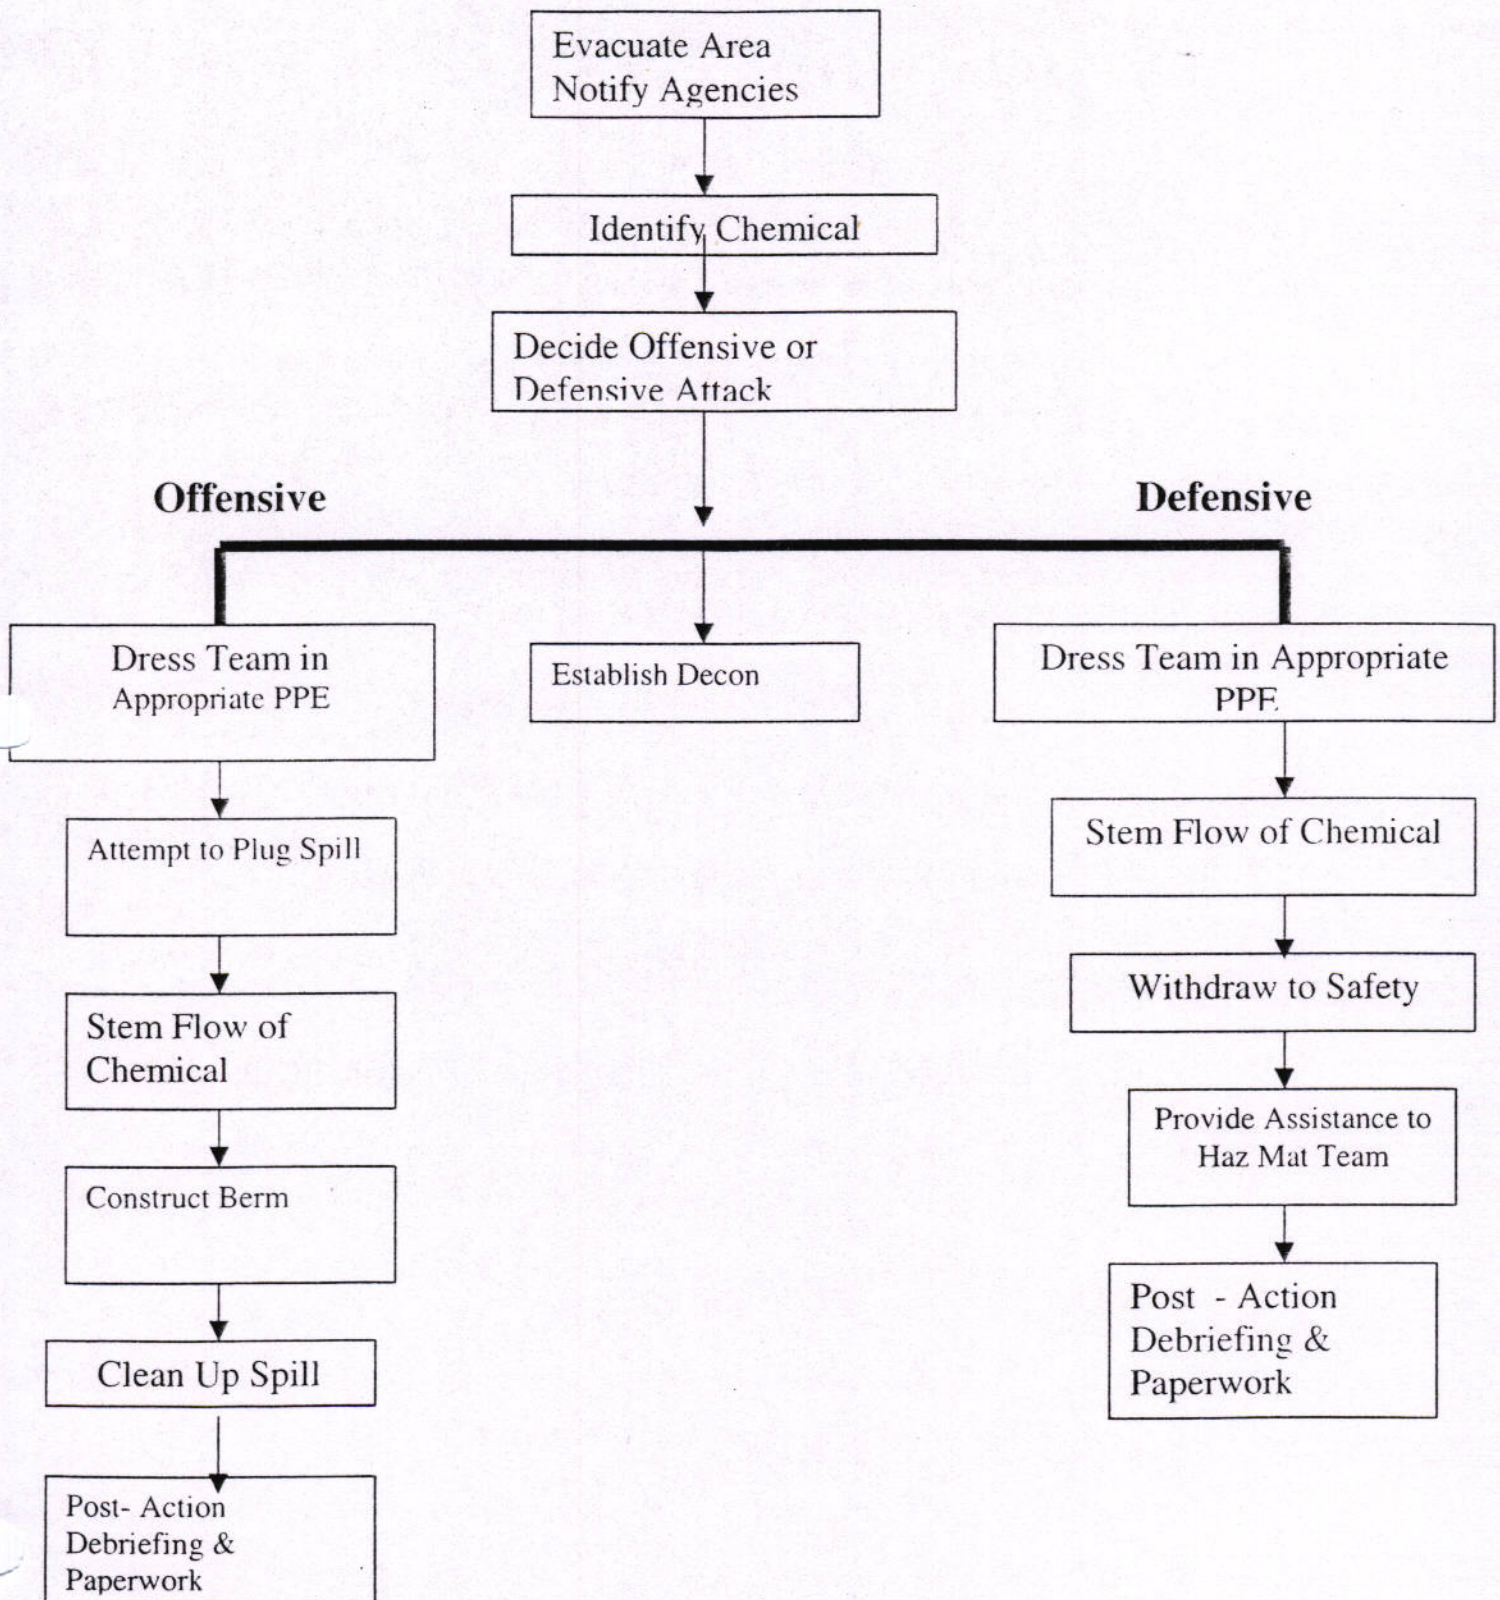 Evacuate Area
Notify Agencies
Identify Chemical
Decide Offensive or
Defensive Attack
Offensive
Defensive
Dress Team in
Appropriate PPE
Establish Decon
Dress Team in Appropriate
PPE
Attempt to Plug Spill
Stem Flow of Chemical
Stem Flow of
Chemical
Withdraw to Safety
Construct Berm
Provide Assistance to
Haz Mat Team
Clean Up Spill
Post - Action
Debriefing &
Paperwork
Post- Action
Debriefing &
Paperwork